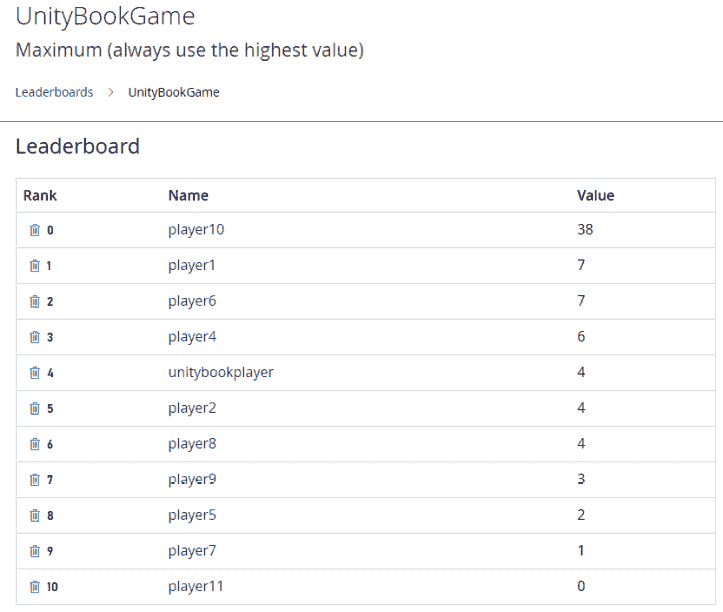 UnityBookGame
Maximum (always use the highest value)
Leaderboards > UnityBookGame
Leaderboard
Rank Name Value
0 player10 38
1 player1 7
2 player6 7
3 player4 6
4 unitybookplayer 4
5 player2 4
6 player8 4
7 player9 3
8 player5 2
9 player7 1
10 player11 0